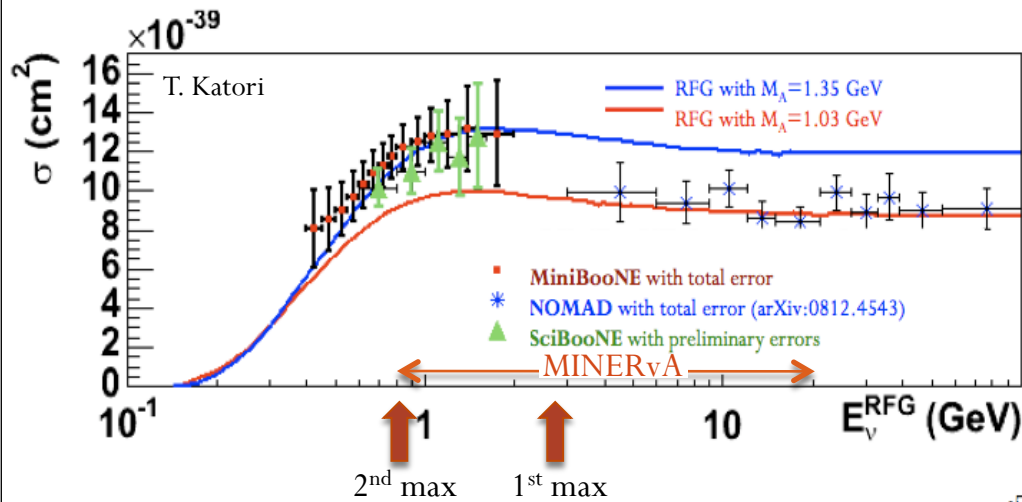 ×10⁻³⁹
T. Katori
σ (cm²)
16
14
12
10
8
6
4
2
0
RFG with M_A=1.35 GeV
RFG with M_A=1.03 GeV
MiniBooNE with total error
NOMAD with total error (arXiv:0812.4543)
SciBooNE with preliminary errors
MINERvA
10⁻¹ 1 10 E_ν^RFG (GeV)
2nd max 1st max